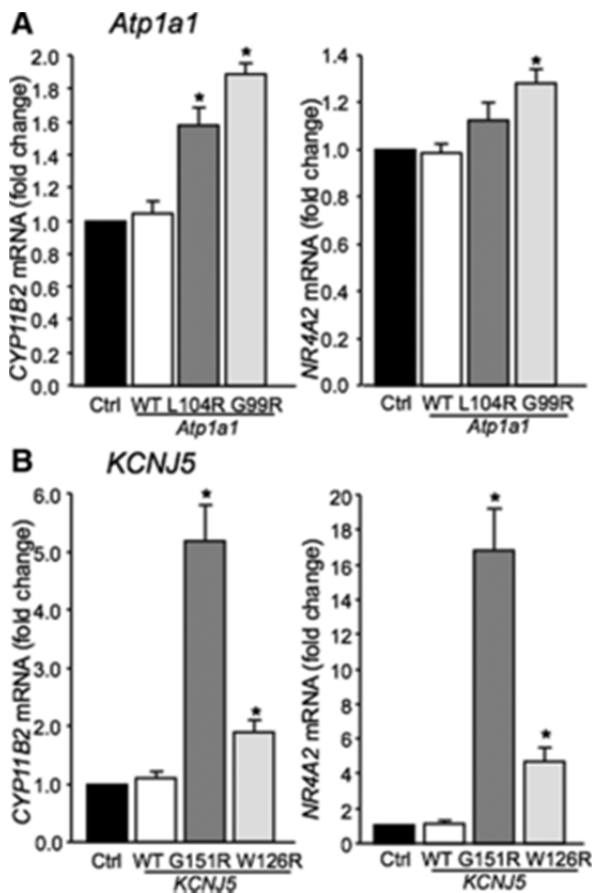 A Atp1a1
CYP11B2 mRNA (fold change)
2.0
1.8
1.6
1.4
1.2
1.0
0.8
0.6
0.4
0.2
0.0
* *
Ctrl WT L104R G99R
Atp1a1
NR4A2 mRNA (fold change)
1.4
1.2
1.0
0.8
0.6
0.4
0.2
0.0
*
Ctrl WT L104R G99R
Atp1a1
B KCNJ5
CYP11B2 mRNA (fold change)
6.0
5.0
4.0
3.0
2.0
1.0
0.0
* *
Ctrl WT G151R W126R
KCNJ5
NR4A2 mRNA (fold change)
20
18
16
14
12
10
8
6
4
2
0
* *
Ctrl WT G151R W126R
KCNJ5